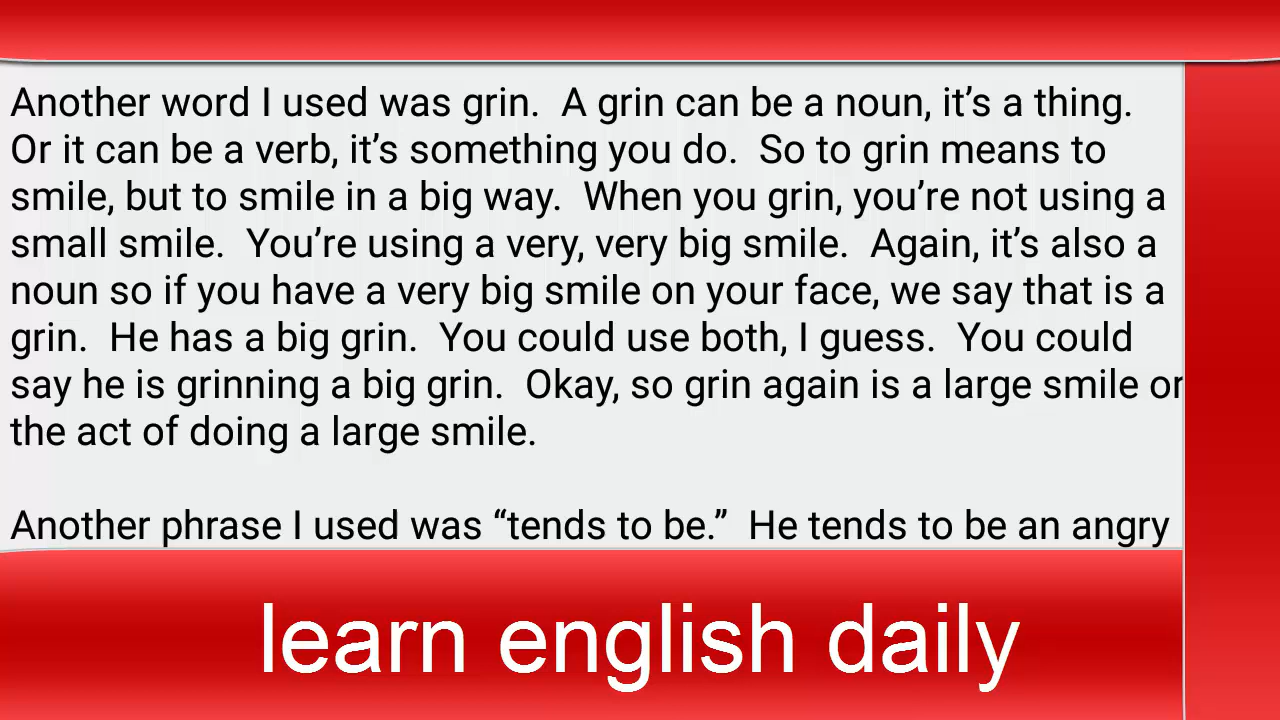 Another word I used was grin.  A grin can be a noun, it’s a thing.
Or it can be a verb, it’s something you do.  So to grin means to
smile, but to smile in a big way.  When you grin, you’re not using a
small smile.  You’re using a very, very big smile.  Again, it’s also a
noun so if you have a very big smile on your face, we say that is a
grin.  He has a big grin.  You could use both, I guess.  You could
say he is grinning a big grin.  Okay, so grin again is a large smile or
the act of doing a large smile.
Another phrase I used was “tends to be.”  He tends to be an angry
learn english daily